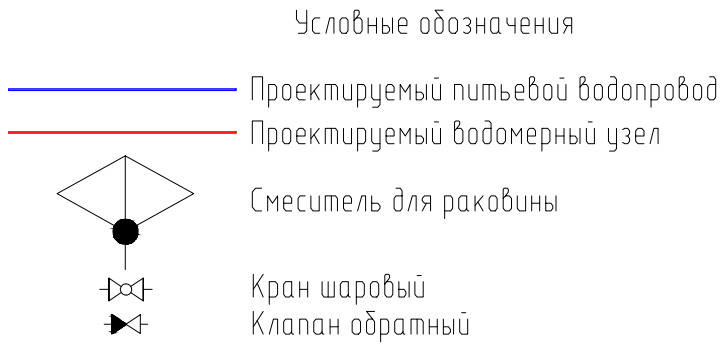 Условные обозначения
Проектируемый питьевой водопровод
Проектируемый водомерный узел
Смеситель для раковины
Кран шаровый
Клапан обратный